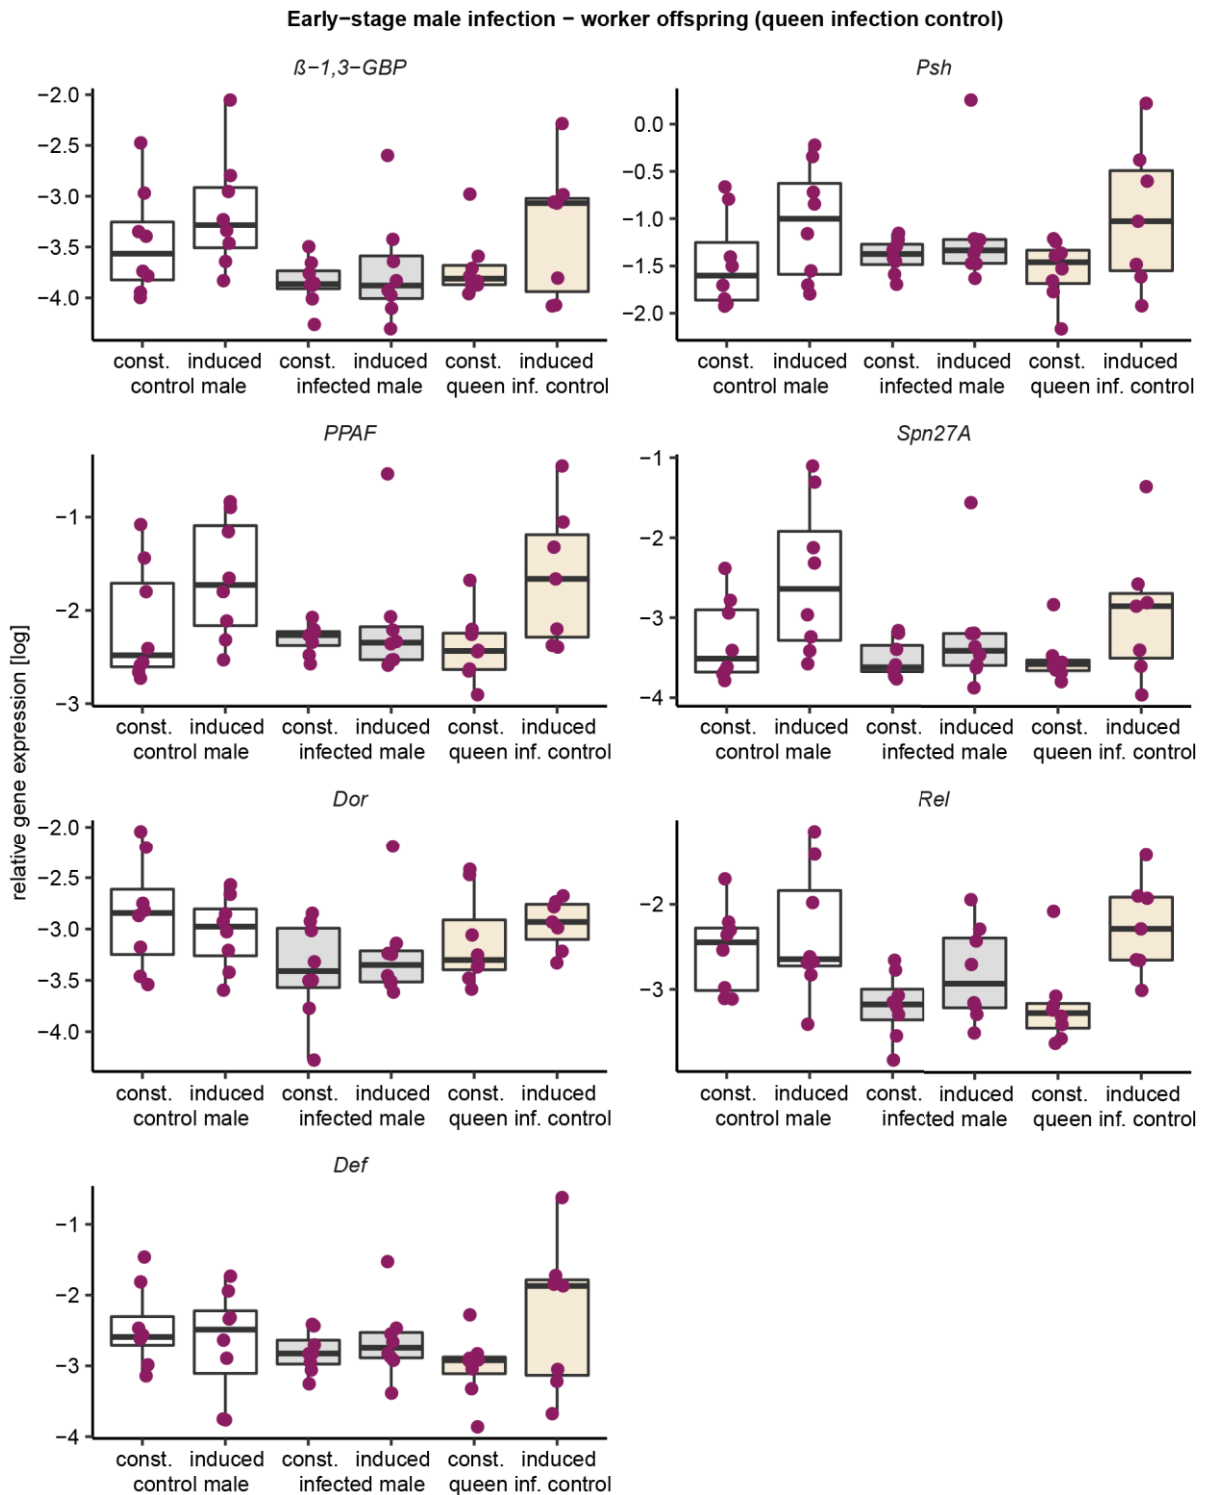 Early−stage male infection − worker offspring (queen infection control)
ß−1,3−GBP
−2.0
−2.5
−3.0
−3.5
−4.0
const. induced const. induced const. induced
control male infected male queen inf. control
Psh
0.0
−0.5
−1.0
−1.5
−2.0
const. induced const. induced const. induced
control male infected male queen inf. control
relative gene expression [log]
PPAF
−1
−2
−3
const. induced const. induced const. induced
control male infected male queen inf. control
Spn27A
−1
−2
−3
−4
const. induced const. induced const. induced
control male infected male queen inf. control
Dor
−2.0
−2.5
−3.0
−3.5
−4.0
const. induced const. induced const. induced
control male infected male queen inf. control
Rel
−2
−3
const. induced const. induced const. induced
control male infected male queen inf. control
Def
−1
−2
−3
−4
const. induced const. induced const. induced
control male infected male queen inf. control